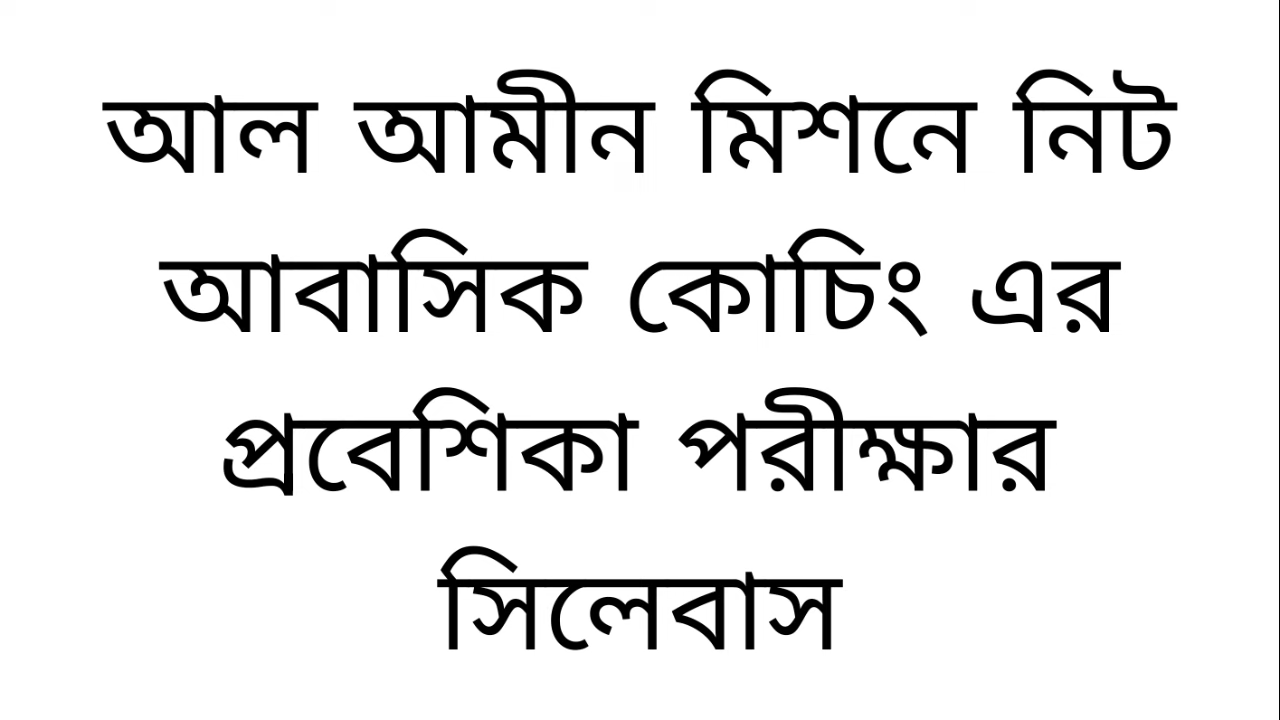 আল আমীন মিশনে নিট
আবাসিক কোচিং এর
প্রবেশিকা পরীক্ষার
সিলেবাস